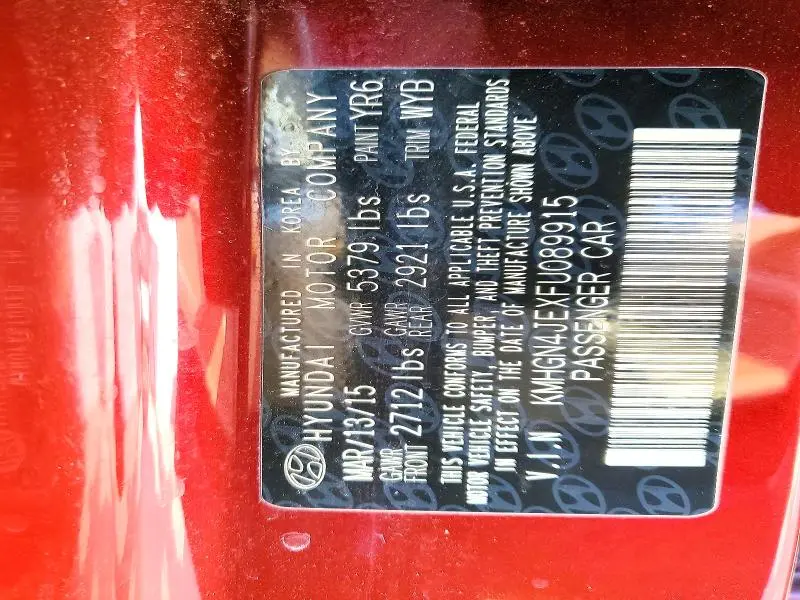 MANUFACTURED IN KOREA BY
HYUNDAI MOTOR COMPANY
MAR/13/15 GVWR 5379 lbs. PAINT YR6
GAWR FRONT 2712 lbs GAWR REAR 2921 lbs TRIM WYB
THIS VEHICLE CONFORMS TO ALL APPLICABLE U.S.A. FEDERAL
MOTOR VEHICLE SAFETY, BUMPER, AND THEFT PREVENTION STANDARDS
IN EFFECT ON THE DATE OF MANUFACTURE SHOWN ABOVE
V.I.N KMHGN4JEXFU089915
PASSENGER CAR